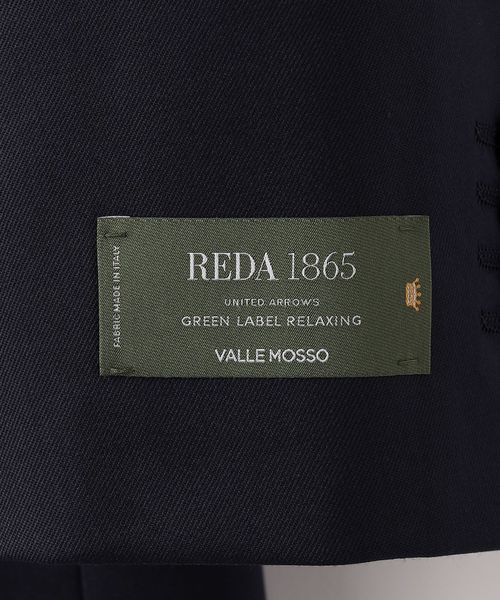 REDA 1865
UNITED ARROWS
GREEN LABEL RELAXING
VALLE MOSSO
FABRIC MADE IN ITALY